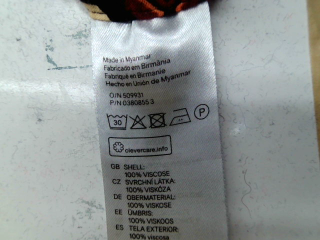 Made in Myanmar
Fabricado em Birmânia
Fabriqué en Birmanie
Hecho en Unión de Myanmar
O/N 509931
P/N 0380855 3
30
P
clevercare.info
GB SHELL:
100% VISCOSE
CZ SVRCHNÍ LÁTKA:
100% VISKÓZA
DE OBERMATERIAL:
100% VISKOSE
EE ÜMBRIS:
100% VISKOOS
ES TELA EXTERIOR:
100% viscosa